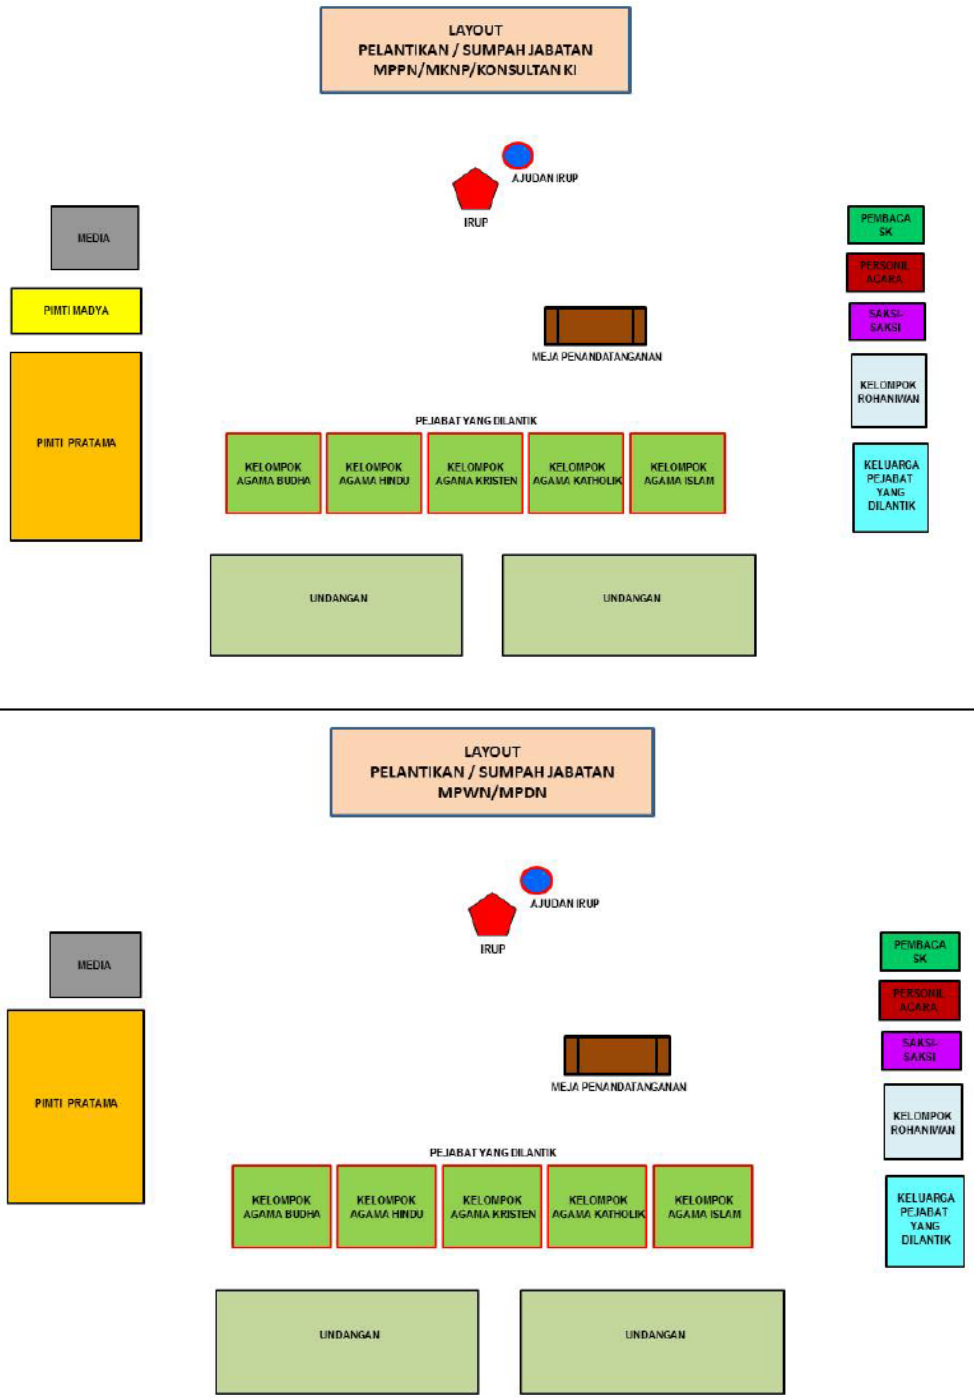 LAYOUT
PELANTIKAN / SUMPAH JABATAN
MPPN/MKNP/KONSULTAN KI
AJUDAN IRUP
IRUP
MEDIA
PEMBACA
SK
PERSONIL
ACARA
PIMTI MADYA
SAKSI-
SAKSI
MEJA PENANDATANGANAN
PIMTI PRATAMA
KELOMPOK
ROHANIWAN
PEJABAT YANG DILANTIK
KELOMPOK
AGAMA BUDHA
KELOMPOK
AGAMA HINDU
KELOMPOK
AGAMA KRISTEN
KELOMPOK
AGAMA KATHOLIK
KELOMPOK
AGAMA ISLAM
KELUARGA
PEJABAT
YANG
DILANTIK
UNDANGAN
UNDANGAN
LAYOUT
PELANTIKAN / SUMPAH JABATAN
MPWN/MPDN
AJUDAN IRUP
IRUP
MEDIA
PEMBACA
SK
PERSONIL
ACARA
SAKSI-
SAKSI
MEJA PENANDATANGANAN
PIMTI PRATAMA
KELOMPOK
ROHANIWAN
PEJABAT YANG DILANTIK
KELOMPOK
AGAMA BUDHA
KELOMPOK
AGAMA HINDU
KELOMPOK
AGAMA KRISTEN
KELOMPOK
AGAMA KATHOLIK
KELOMPOK
AGAMA ISLAM
KELUARGA
PEJABAT
YANG
DILANTIK
UNDANGAN
UNDANGAN